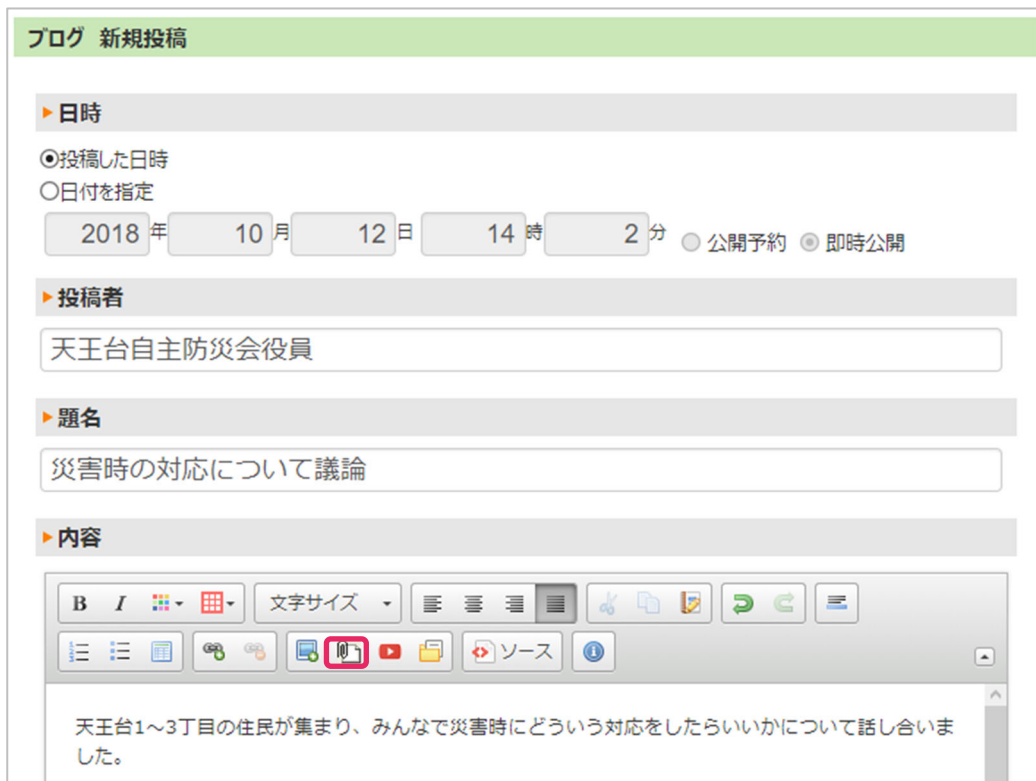 ブログ 新規投稿
日時
投稿した日時
日付を指定
2018 年 10 月 12 日 14 時 2 分 公開予約 即時公開
投稿者
天王台自主防災会役員
題名
災害時の対応について議論
内容
B I 文字サイズ
ソース
天王台1～3丁目の住民が集まり、みんなで災害時にどういう対応をしたらいいかについて話し合いま
した。